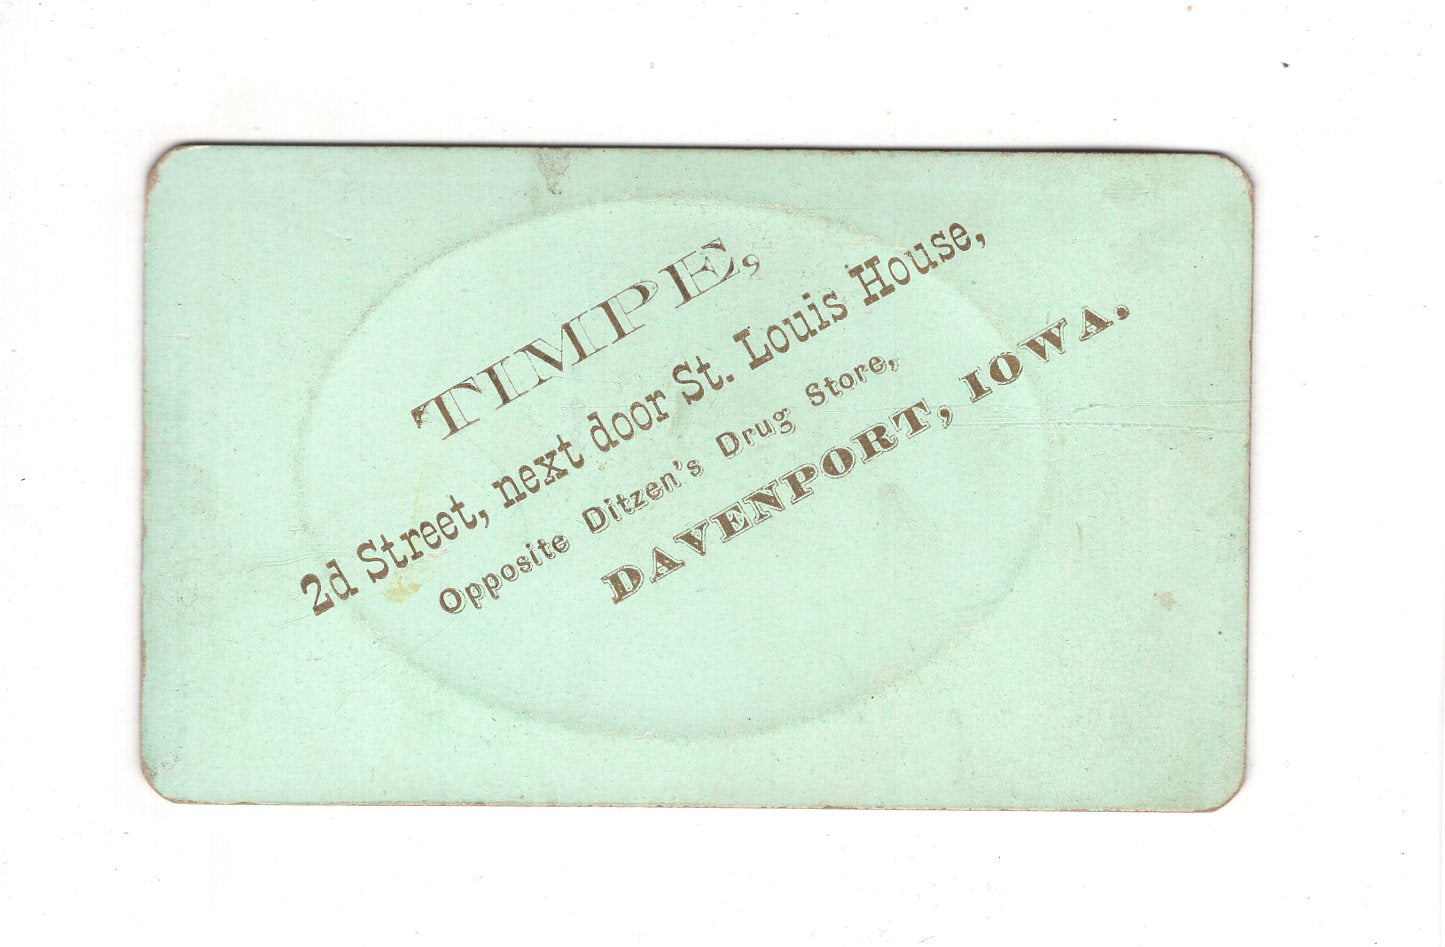 TIMPE,
2d Street, next door St. Louis House,
Opposite Ditzen's Drug Store,
DAVENPORT, IOWA.